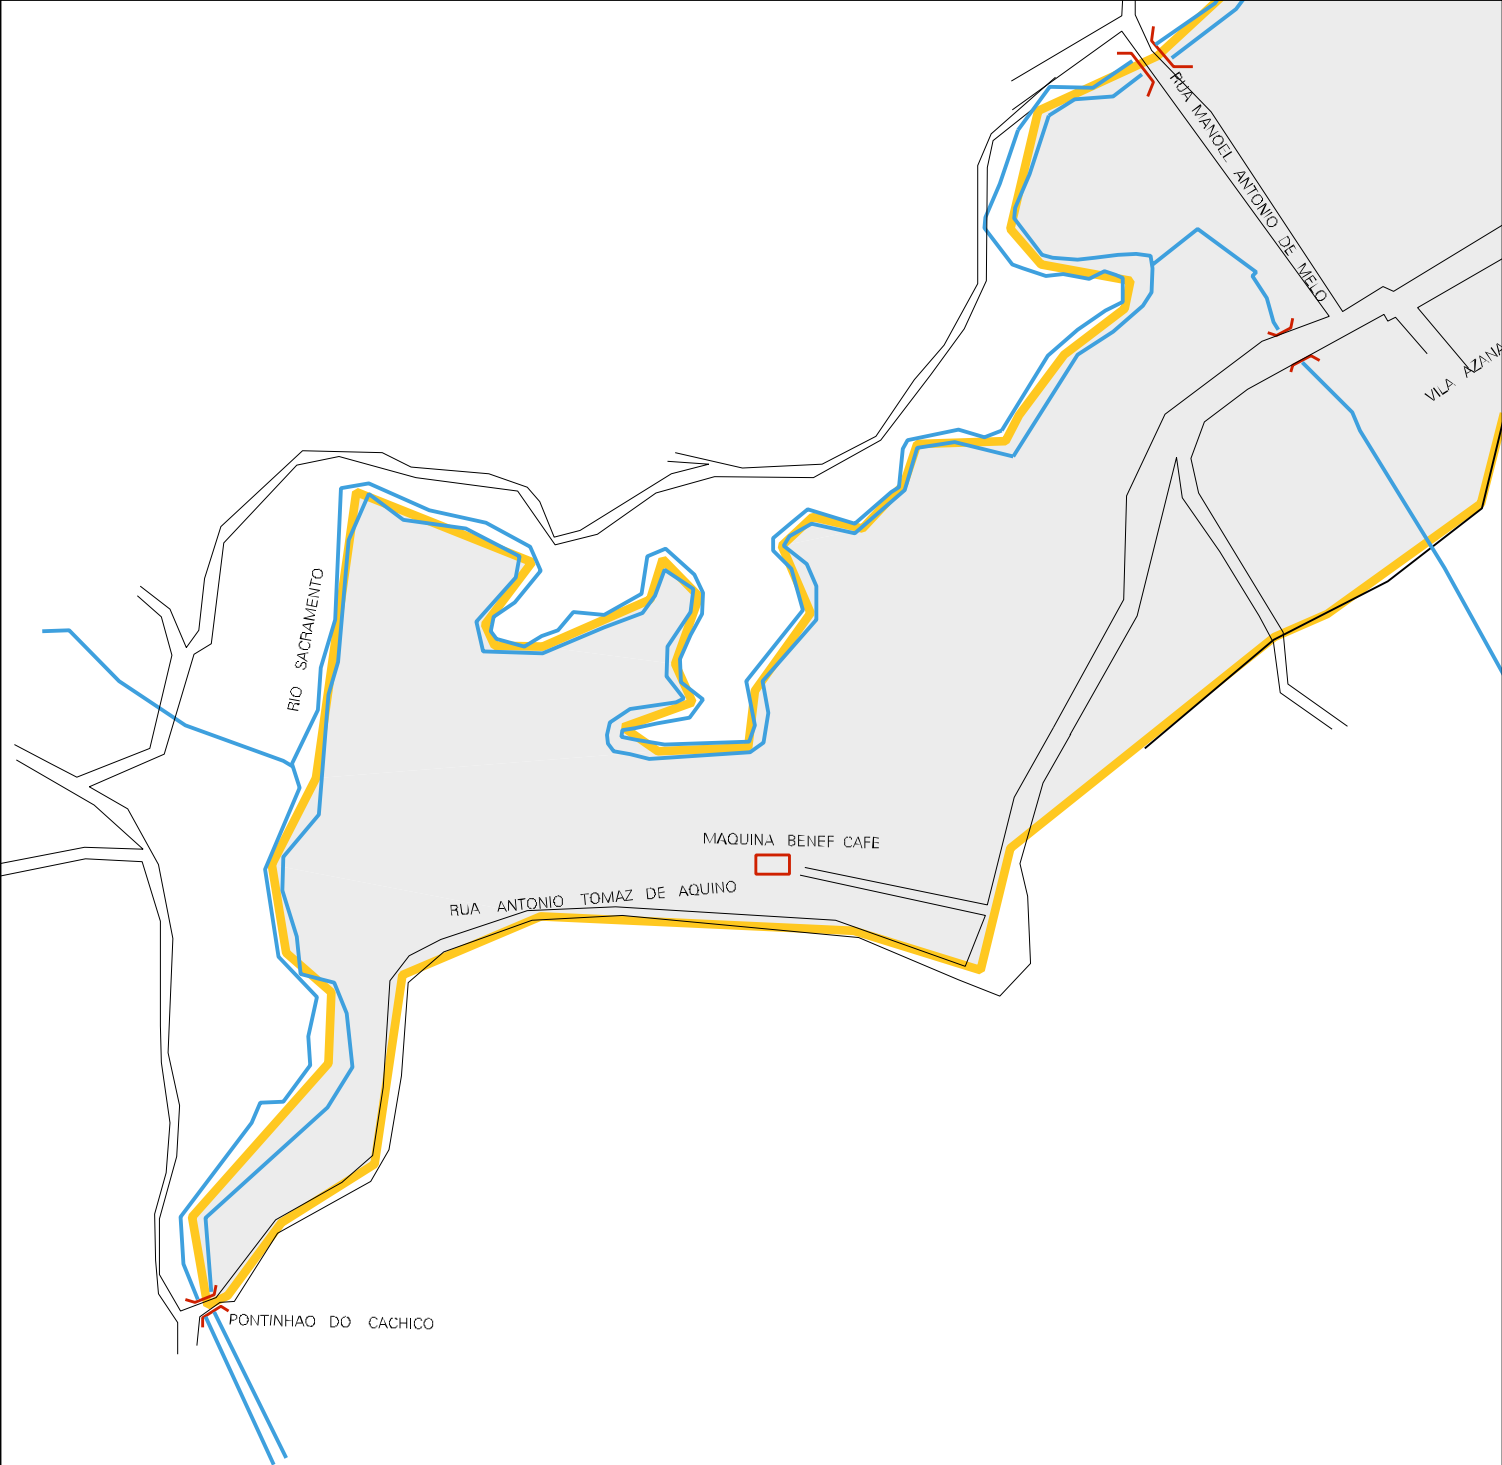 RUA MANOEL ANTONIO DE MELO
VILA AZANA
RIO SACRAMENTO
MAQUINA BENEF CAFE
RUA ANTONIO TOMAZ DE AQUINO
PONTINHAO DO CACHICO